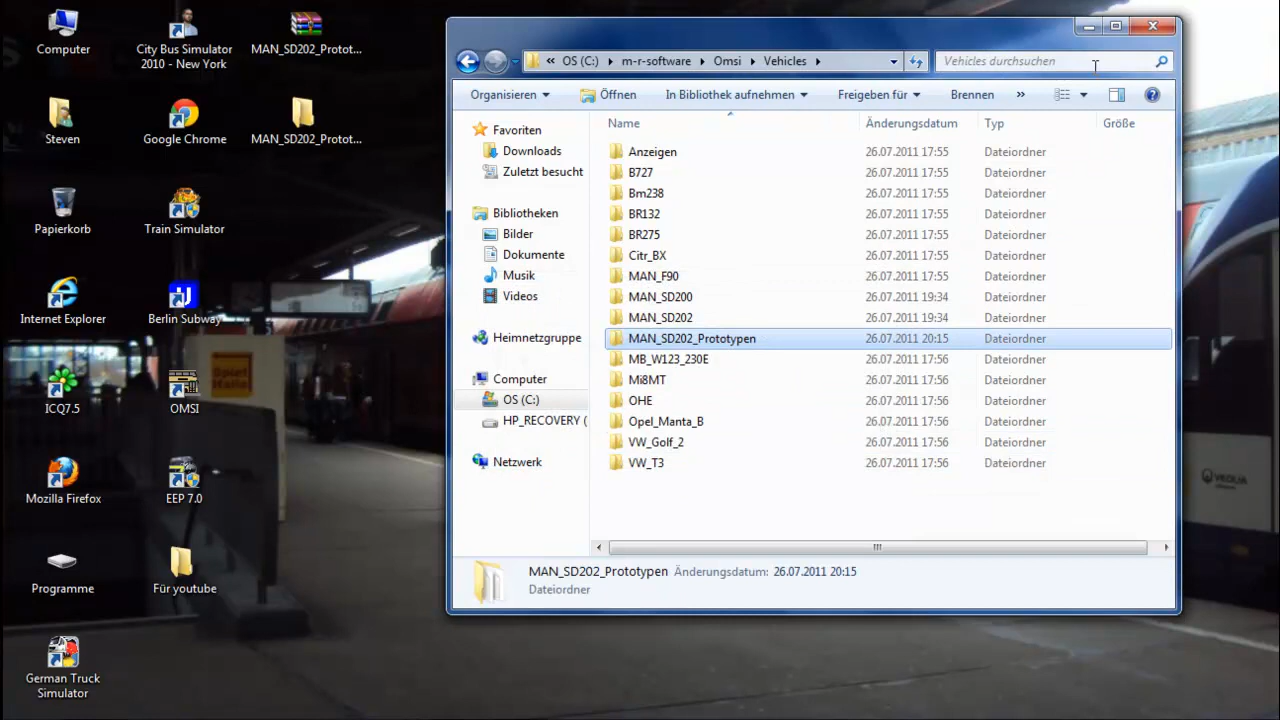 Computer
City Bus Simulator
2010 - New York
MAN_SD202_Protot...
Steven
Google Chrome
MAN_SD202_Protot...
Papierkorb
Train Simulator
Internet Explorer
Berlin Subway
ICQ7.5
OMSI
Mozilla Firefox
EEP 7.0
Programme
Für youtube
German Truck
Simulator
« OS (C:) m-r-software Omsi Vehicles
Vehicles durchsuchen
Organisieren Öffnen In Bibliothek aufnehmen Freigeben für Brennen »
Favoriten
Downloads
Zuletzt besucht
Bibliotheken
Bilder
Dokumente
Musik
Videos
Heimnetzgruppe
Computer
OS (C:)
HP_RECOVERY (
Netzwerk
Name Änderungsdatum Typ Größe
Anzeigen 26.07.2011 17:55 Dateiordner
B727 26.07.2011 17:55 Dateiordner
Bm238 26.07.2011 17:55 Dateiordner
BR132 26.07.2011 17:55 Dateiordner
BR275 26.07.2011 17:55 Dateiordner
Citr_BX 26.07.2011 17:55 Dateiordner
MAN_F90 26.07.2011 17:55 Dateiordner
MAN_SD200 26.07.2011 19:34 Dateiordner
MAN_SD202 26.07.2011 19:34 Dateiordner
MAN_SD202_Prototypen 26.07.2011 20:15 Dateiordner
MB_W123_230E 26.07.2011 17:56 Dateiordner
Mi8MT 26.07.2011 17:56 Dateiordner
OHE 26.07.2011 17:56 Dateiordner
Opel_Manta_B 26.07.2011 17:56 Dateiordner
VW_Golf_2 26.07.2011 17:56 Dateiordner
VW_T3 26.07.2011 17:56 Dateiordner
MAN_SD202_Prototypen Änderungsdatum: 26.07.2011 20:15
Dateiordner
Spiel
Halle
VEOLIA